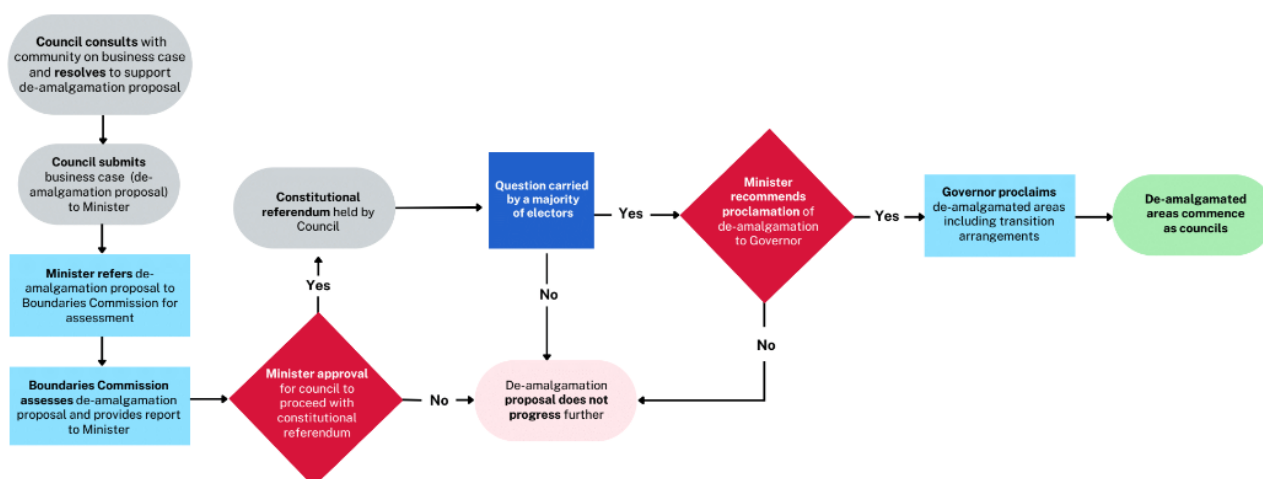 Council consults with
community on business case
and resolves to support
de-amalgamation proposal
Council submits
business case (de-
amalgamation proposal)
to Minister
Minister refers de-
amalgamation proposal to
Boundaries Commission for
assessment
Boundaries Commission
assesses de-amalgamation
proposal and provides report
to Minister
Minister approval
for council to
proceed with
constitutional
referendum
Yes
No
Constitutional
referendum held by
Council
Question carried
by a majority
of electors
Yes
No
De-amalgamation
proposal does not
progress further
Minister
recommends
proclamation of
de-amalgamation
to Governor
Yes
No
Governor proclaims
de-amalgamated areas
including transition
arrangements
De-amalgamated
areas commence
as councils